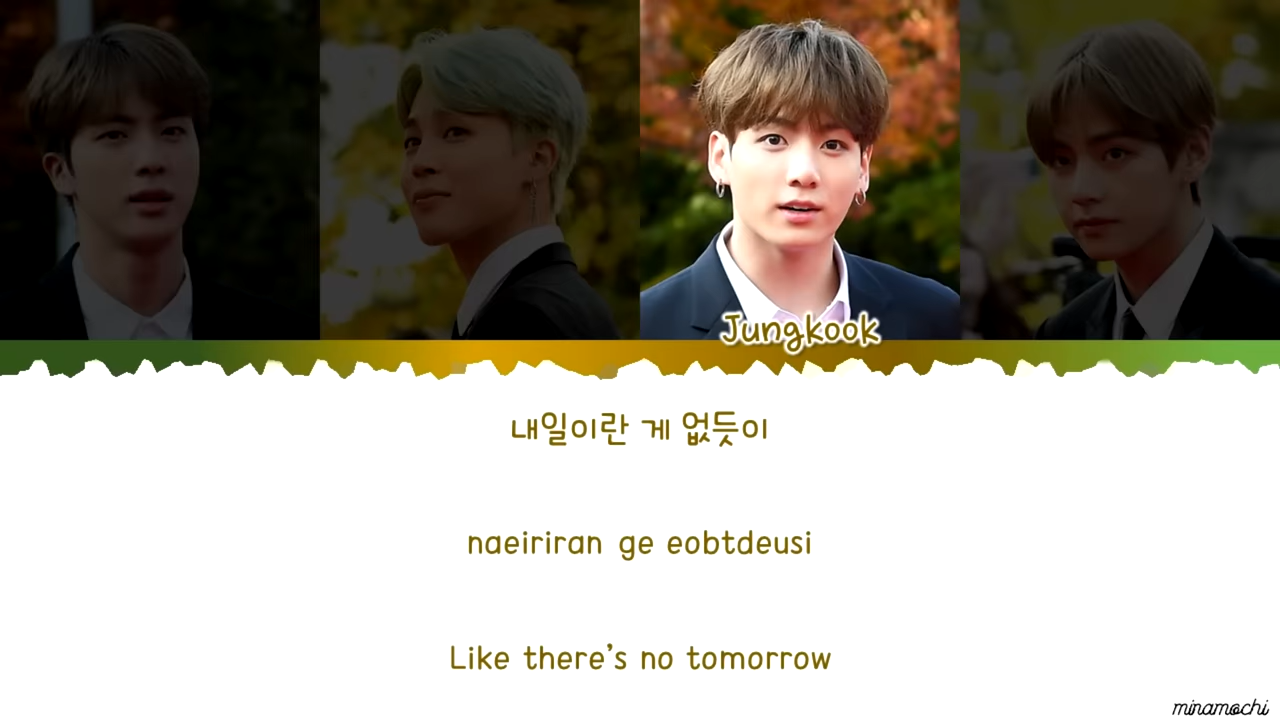 Jungkook
내일이란 게 없듯이
naeiriran ge eobtdeusi
Like there's no tomorrow
minamochi